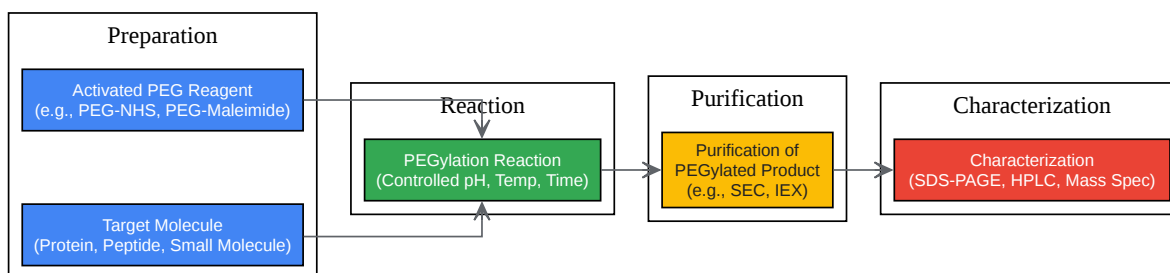 Preparation
Activated PEG Reagent
(e.g., PEG-NHS, PEG-Maleimide)
Target Molecule
(Protein, Peptide, Small Molecule)
Reaction
PEGylation Reaction
(Controlled pH, Temp, Time)
Purification
Purification of
PEGylated Product
(e.g., SEC, IEX)
Characterization
Characterization
(SDS-PAGE, HPLC, Mass Spec)